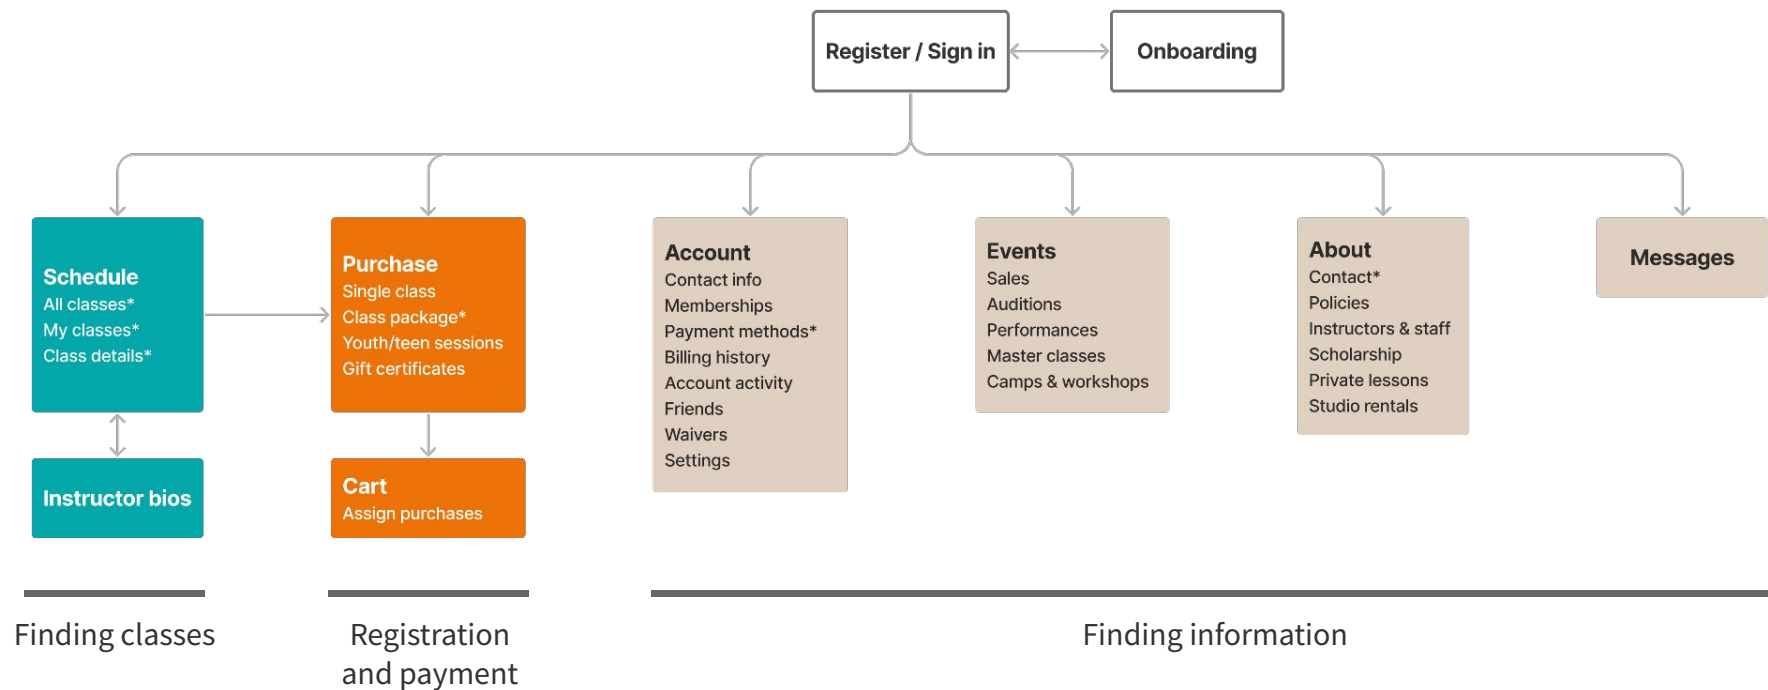 Register / Sign in
Onboarding
Schedule
All classes*
My classes*
Class details*
Instructor bios
Purchase
Single class
Class package*
Youth/teen sessions
Gift certificates
Cart
Assign purchases
Account
Contact info
Memberships
Payment methods*
Billing history
Account activity
Friends
Waivers
Settings
Events
Sales
Auditions
Performances
Master classes
Camps & workshops
About
Contact*
Policies
Instructors & staff
Scholarship
Private lessons
Studio rentals
Messages
Finding classes
Registration
and payment
Finding information